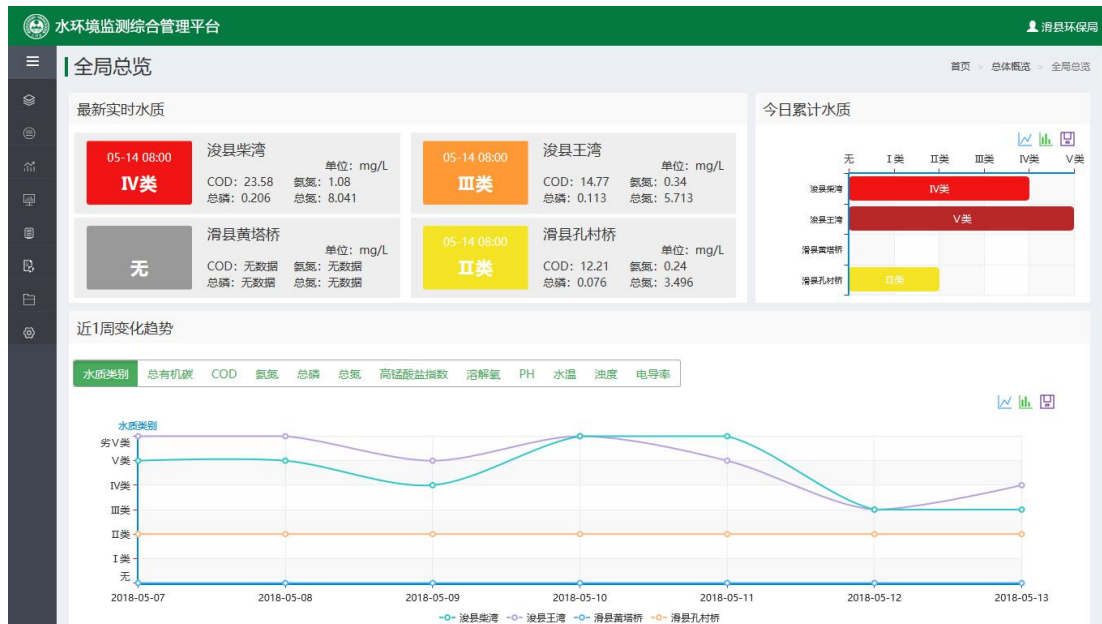 水环境监测综合管理平台
滑县环保局
全局总览
首页 > 总体概览 > 全局总览
最新实时水质
05-14 08:00
IV类
浚县柴湾
单位：mg/L
COD：23.58 氨氮：1.08
总磷：0.206 总氮：8.041
05-14 08:00
III类
浚县王湾
单位：mg/L
COD：14.77 氨氮：0.34
总磷：0.113 总氮：5.713
无
滑县黄塔桥
单位：mg/L
COD：无数据 氨氮：无数据
总磷：无数据 总氮：无数据
05-14 08:00
II类
滑县孔村桥
单位：mg/L
COD：12.21 氨氮：0.24
总磷：0.076 总氮：3.496
今日累计水质
无 I类 II类 III类 IV类 V类
浚县柴湾 IV类
浚县王湾 V类
滑县黄塔桥
滑县孔村桥 II类
近1周变化趋势
水质类别 总有机碳 COD 氨氮 总磷 总氮 高锰酸盐指数 溶解氧 PH 水温 浊度 电导率
水质类别
劣V类
V类
IV类
III类
II类
I类
无
2018-05-07 2018-05-08 2018-05-09 2018-05-10 2018-05-11 2018-05-12 2018-05-13
浚县柴湾 浚县王湾 滑县黄塔桥 滑县孔村桥